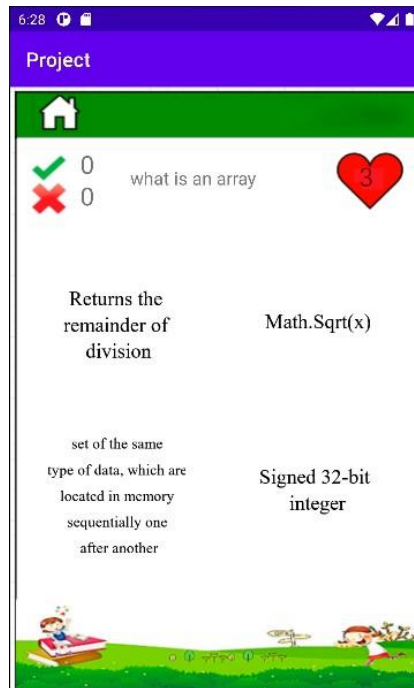 6:28
Project
0
0
what is an array
3
Returns the
remainder of
division
Math.Sqrt(x)
set of the same
type of data, which are
located in memory
sequentially one
after another
Signed 32-bit
integer